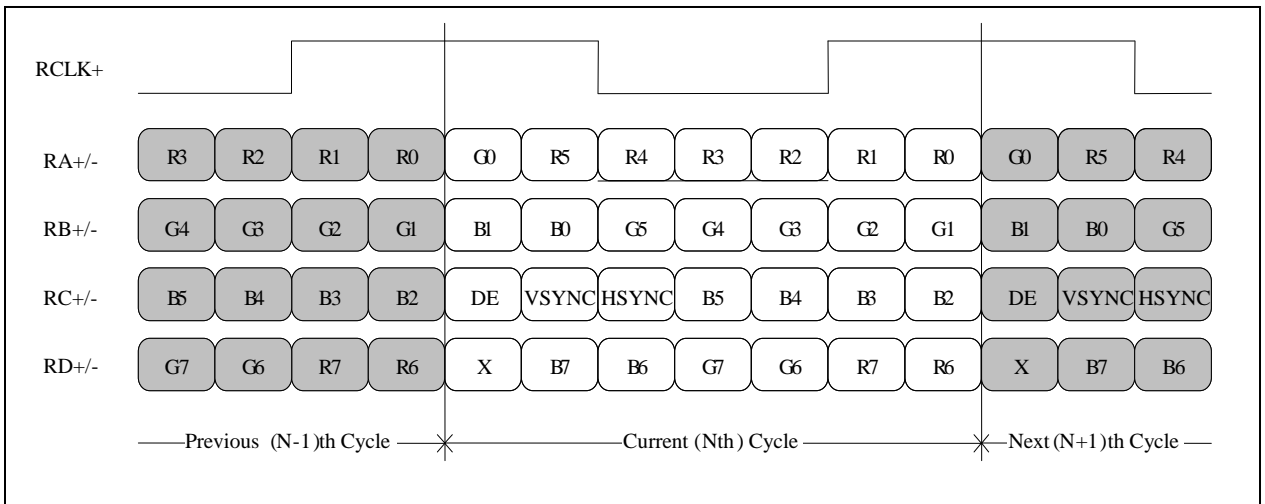 RCLK+
RA+/- R3 R2 R1 R0 G0 R5 R4 R3 R2 R1 R0 G0 R5 R4
RB+/- G4 G3 G2 G1 B1 B0 G5 G4 G3 G2 G1 B1 B0 G5
RC+/- B5 B4 B3 B2 DE VSYNC HSYNC B5 B4 B3 B2 DE VSYNC HSYNC
RD+/- G7 G6 R7 R6 X B7 B6 G7 G6 R7 R6 X B7 B6
Previous (N-1)th Cycle Current (Nth) Cycle Next (N+1)th Cycle